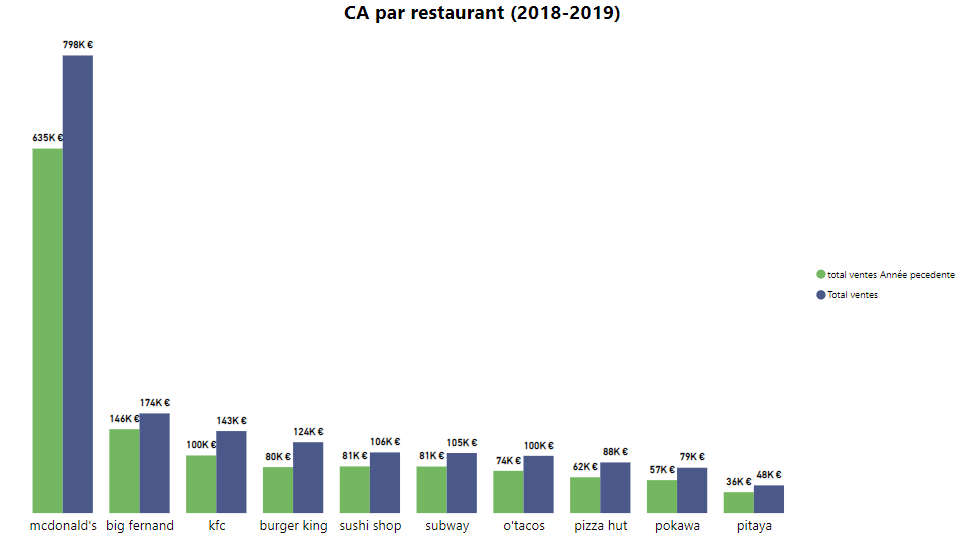 CA par restaurant (2018-2019)
798K €
635K €
146K €
174K €
100K €
143K €
80K €
124K €
81K €
106K €
81K €
105K €
74K €
100K €
62K €
88K €
57K €
79K €
36K €
48K €
total ventes Année pecedente
Total ventes
mcdonald's big fernand kfc burger king sushi shop subway o'tacos pizza hut pokawa pitaya